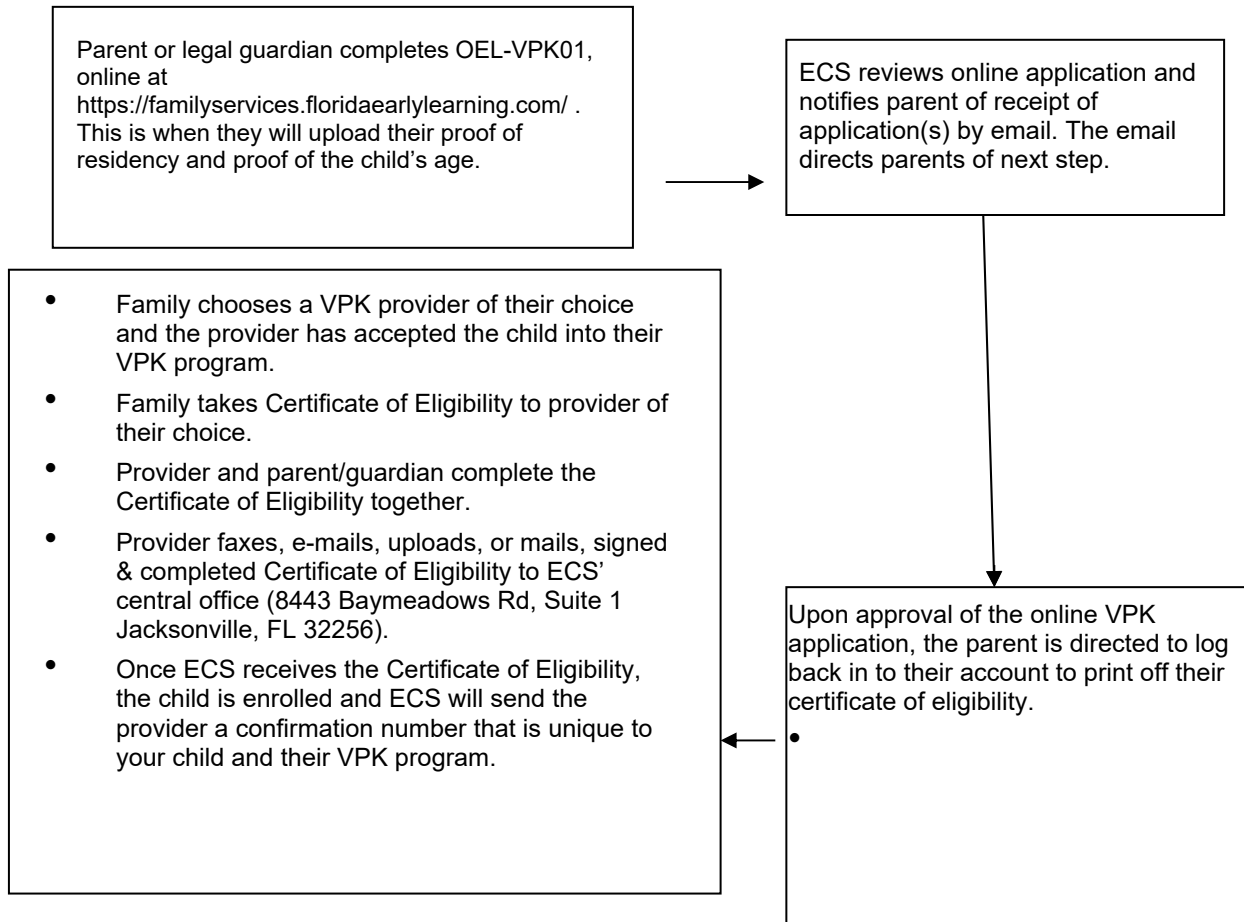 Parent or legal guardian completes OEL-VPK01,
online at
https://familyservices.floridaearlylearning.com/ .
This is when they will upload their proof of
residency and proof of the child’s age.
ECS reviews online application and
notifies parent of receipt of
application(s) by email. The email
directs parents of next step.
Upon approval of the online VPK
application, the parent is directed to log
back in to their account to print off their
certificate of eligibility.
•
• Family chooses a VPK provider of their choice
and the provider has accepted the child into their
VPK program.
• Family takes Certificate of Eligibility to provider of
their choice.
• Provider and parent/guardian complete the
Certificate of Eligibility together.
• Provider faxes, e-mails, uploads, or mails, signed
& completed Certificate of Eligibility to ECS’
central office (8443 Baymeadows Rd, Suite 1
Jacksonville, FL 32256).
• Once ECS receives the Certificate of Eligibility,
the child is enrolled and ECS will send the
provider a confirmation number that is unique to
your child and their VPK program.